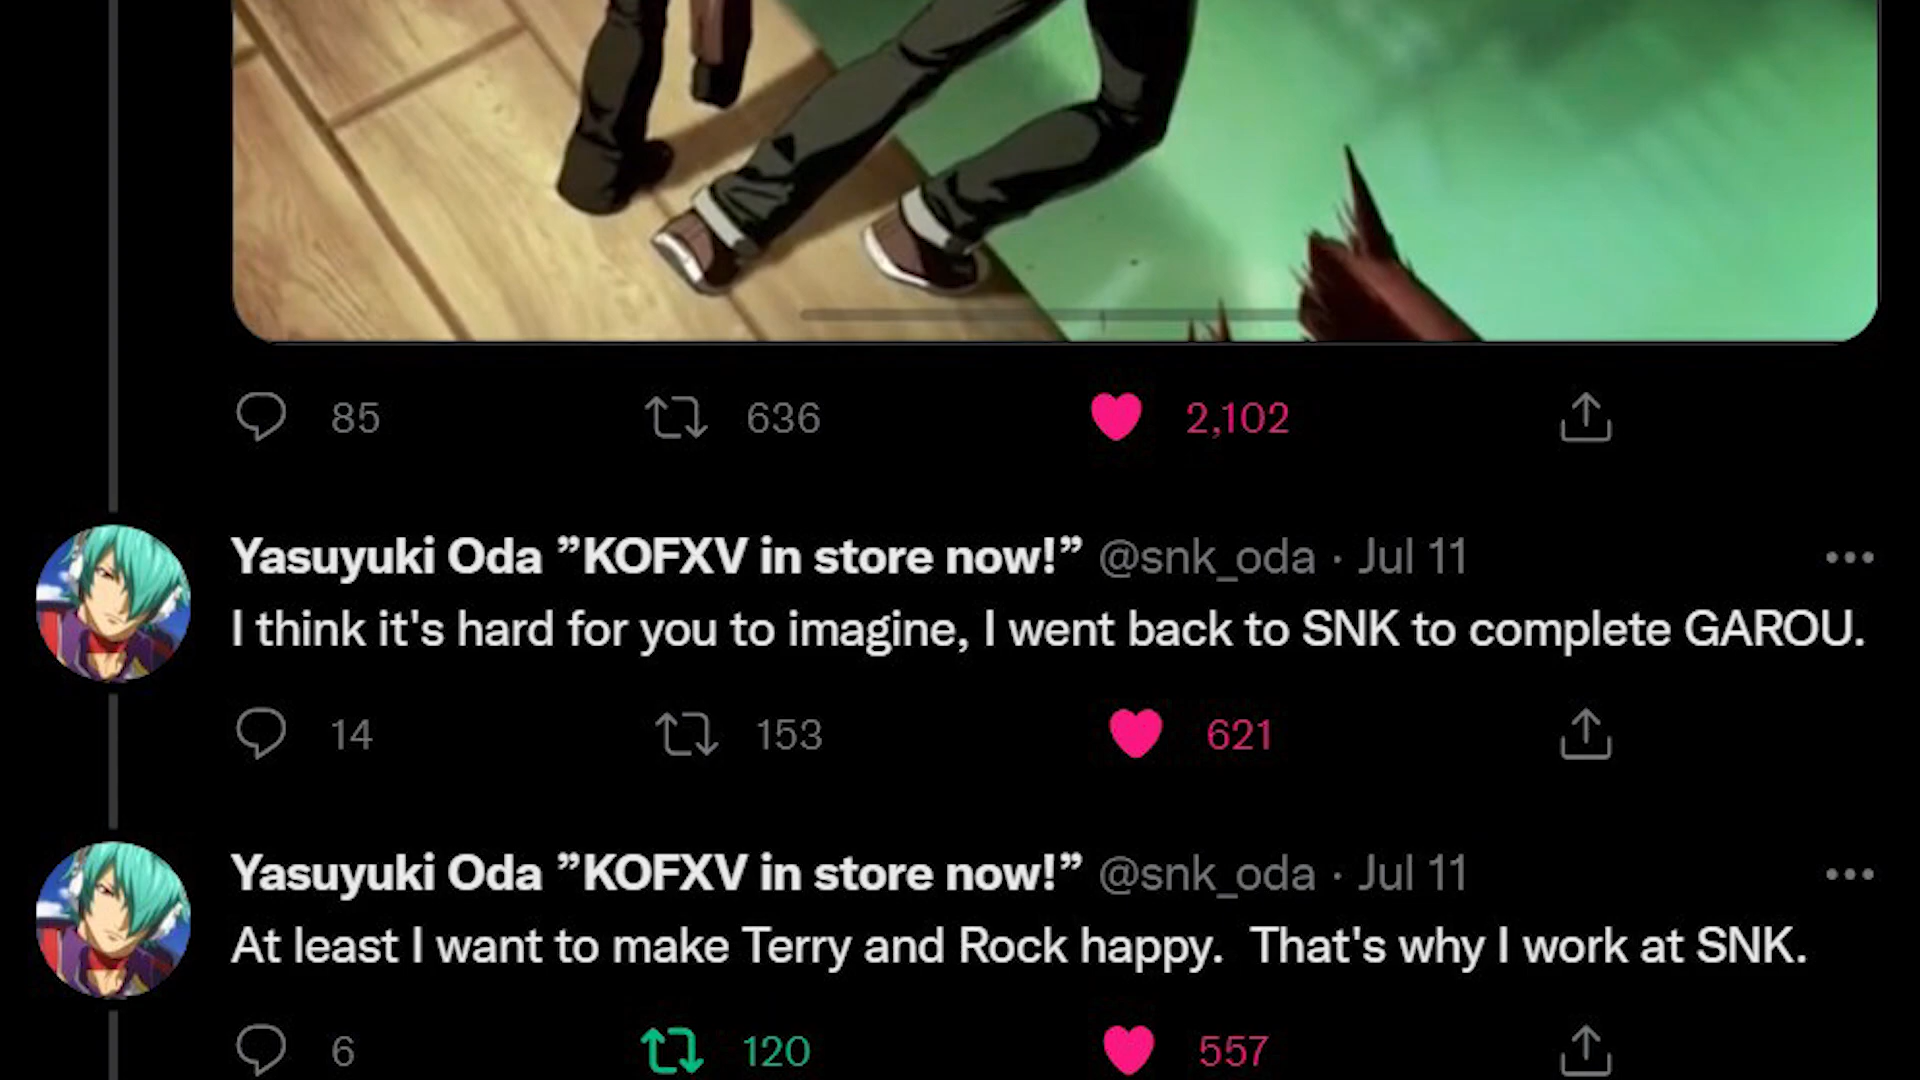 85 636 2,102
Yasuyuki Oda ”KOFXV in store now!” @snk_oda · Jul 11
I think it's hard for you to imagine, I went back to SNK to complete GAROU.
14 153 621
Yasuyuki Oda ”KOFXV in store now!” @snk_oda · Jul 11
At least I want to make Terry and Rock happy.  That's why I work at SNK.
6 120 557